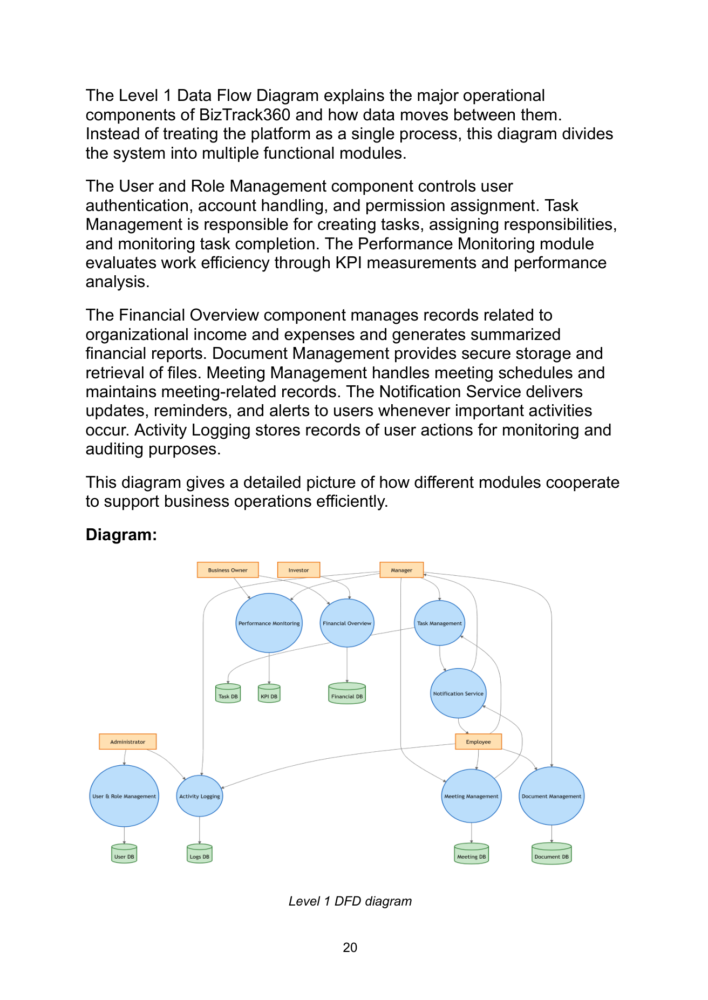 The Level 1 Data Flow Diagram explains the major operational
components of BizTrack360 and how data moves between them.
Instead of treating the platform as a single process, this diagram divides
the system into multiple functional modules.
The User and Role Management component controls user
authentication, account handling, and permission assignment. Task
Management is responsible for creating tasks, assigning responsibilities,
and monitoring task completion. The Performance Monitoring module
evaluates work efficiency through KPI measurements and performance
analysis.
The Financial Overview component manages records related to
organizational income and expenses and generates summarized
financial reports. Document Management provides secure storage and
retrieval of files. Meeting Management handles meeting schedules and
maintains meeting-related records. The Notification Service delivers
updates, reminders, and alerts to users whenever important activities
occur. Activity Logging stores records of user actions for monitoring and
auditing purposes.
This diagram gives a detailed picture of how different modules cooperate
to support business operations efficiently.
Diagram:
Business Owner
Investor
Manager
Performance Monitoring
Financial Overview
Task Management
Notification Service
Task DB
KPI DB
Financial DB
Administrator
Employee
User & Role Management
Activity Logging
Meeting Management
Document Management
User DB
Logs DB
Meeting DB
Document DB
Level 1 DFD diagram
20